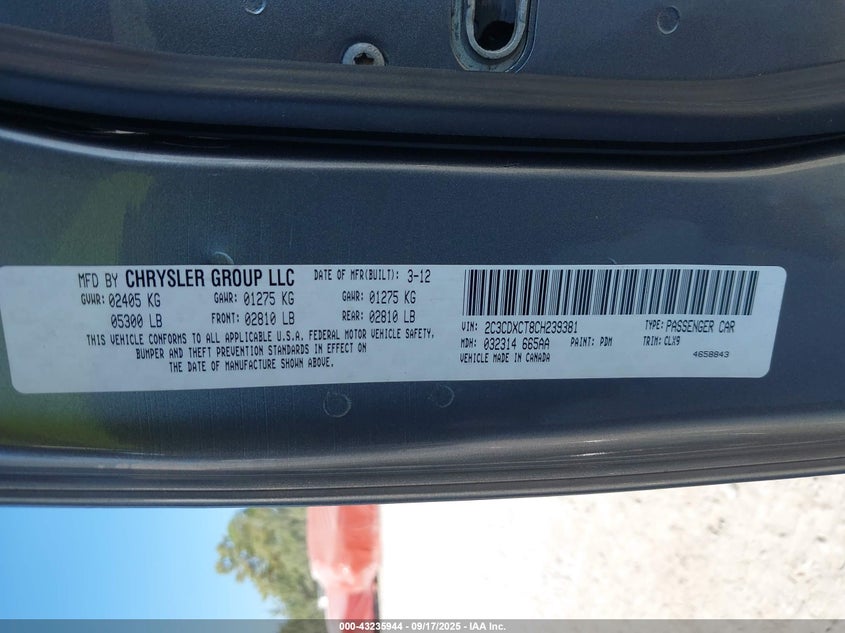 MFD BY CHRYSLER GROUP LLC DATE OF MFR(BUILT): 3-12
GVWR: 02405 KG GAWR: 01275 KG GAWR: 01275 KG
05300 LB FRONT: 02810 LB REAR: 02810 LB
THIS VEHICLE CONFORMS TO ALL APPLICABLE U.S.A. FEDERAL MOTOR VEHICLE SAFETY,
BUMPER AND THEFT PREVENTION STANDARDS IN EFFECT ON
THE DATE OF MANUFACTURE SHOWN ABOVE.
VIN: 2C3CDXCT8CH239381 TYPE: PASSENGER CAR
MDH: 032314 665AA PAINT: PDM TRIM: CLX9
VEHICLE MADE IN CANADA 4658843
000-43235944 - 09/17/2025 - IAA Inc.